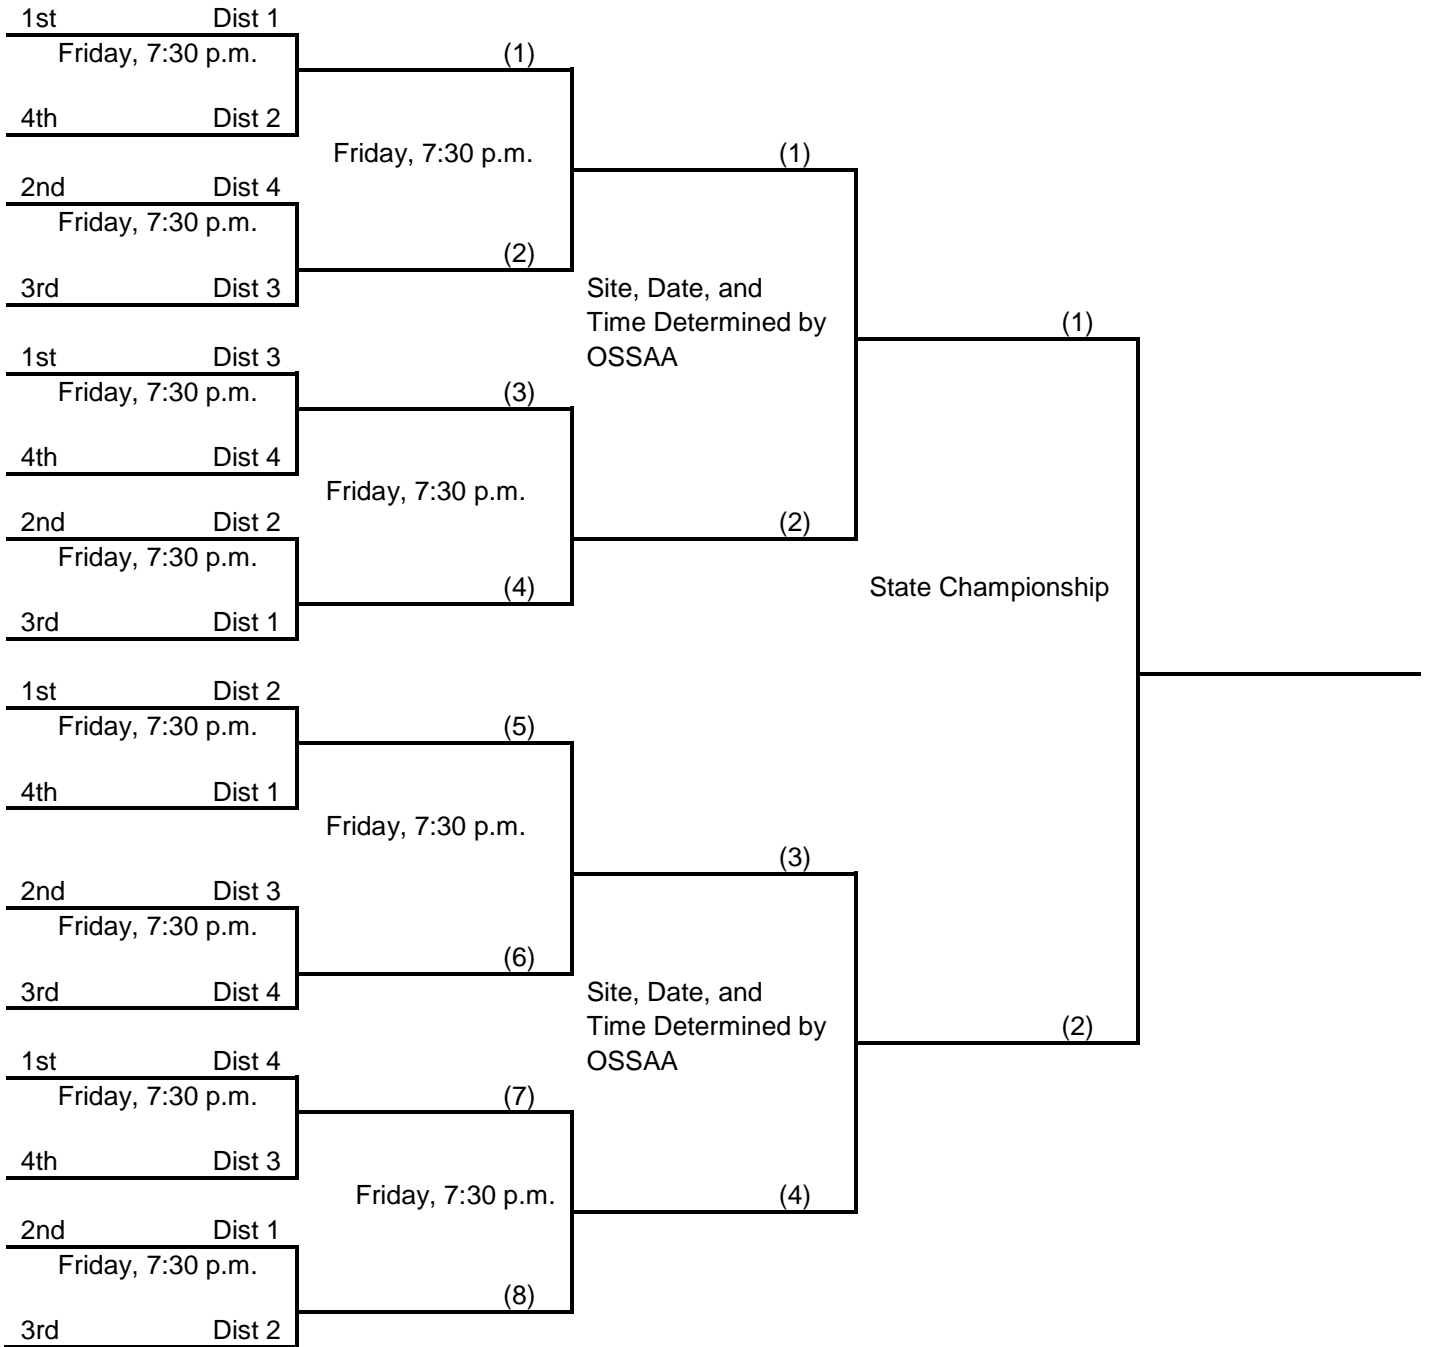 1st Dist 1
Friday, 7:30 p.m.
(1)
4th Dist 2
Friday, 7:30 p.m.
(1)
2nd Dist 4
Friday, 7:30 p.m.
(2)
3rd Dist 3
Site, Date, and
Time Determined by
OSSAA
(1)
1st Dist 3
Friday, 7:30 p.m.
(3)
4th Dist 4
Friday, 7:30 p.m.
2nd Dist 2
(2)
Friday, 7:30 p.m.
(4)
State Championship
3rd Dist 1
1st Dist 2
Friday, 7:30 p.m.
(5)
4th Dist 1
Friday, 7:30 p.m.
(3)
2nd Dist 3
Friday, 7:30 p.m.
(6)
3rd Dist 4
Site, Date, and
Time Determined by
OSSAA
(2)
1st Dist 4
Friday, 7:30 p.m.
(7)
4th Dist 3
Friday, 7:30 p.m.
(4)
2nd Dist 1
Friday, 7:30 p.m.
(8)
3rd Dist 2